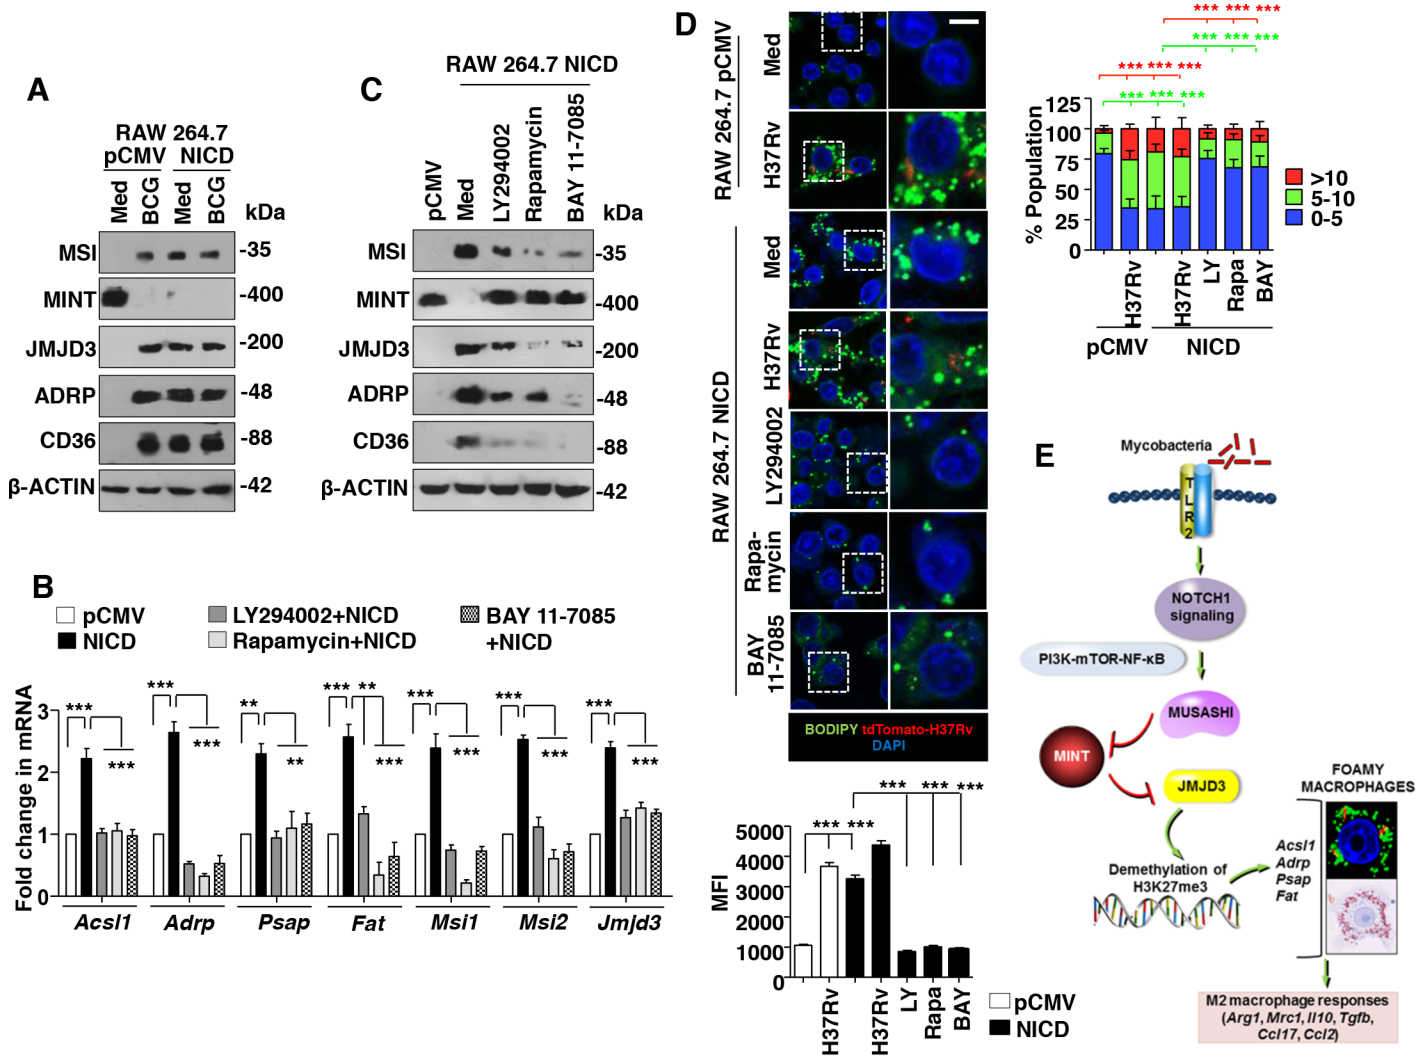 A
RAW 264.7
pCMV NICD
Med
BCG
Med
BCG
kDa
MSI -35
MINT -400
JMJD3 -200
ADRP -48
CD36 -88
β-ACTIN -42
C
RAW 264.7 NICD
pCMV
Med
LY294002
Rapamycin
BAY 11-7085
kDa
MSI -35
MINT -400
JMJD3 -200
ADRP -48
CD36 -88
β-ACTIN -42
B
pCMV
NICD
LY294002+NICD
Rapamycin+NICD
BAY 11-7085
+NICD
Fold change in mRNA
3
2
1
0
*** *** *** *** ** ** *** ** *** *** *** *** *** *** ***
Acsl1 Adrp Psap Fat Msi1 Msi2 Jmjd3
D
RAW 264.7 pCMV
Med
H37Rv
RAW 264.7 NICD
Med
H37Rv
LY294002
Rapa-
mycin
BAY
11-7085
BODIPY tdTomato-H37Rv
DAPI
*** *** ***
*** *** ***
*** *** ***
*** *** ***
% Population
125
100
75
50
25
0
>10
5-10
0-5
H37Rv
H37Rv
LY
Rapa
BAY
pCMV NICD
*** *** ***
*** ***
MFI
5000
4000
3000
2000
1000
0
H37Rv
H37Rv
LY
Rapa
BAY
pCMV
NICD
E
Mycobacteria
TLR2
NOTCH1
signaling
PI3K-mTOR-NF-κB
MUSASHI
MINT
JMJD3
Demethylation of
H3K27me3
FOAMY
MACROPHAGES
Acsl1
Adrp
Psap
Fat
M2 macrophage responses
(Arg1, Mrc1, Il10, Tgfb,
Ccl17, Ccl2)